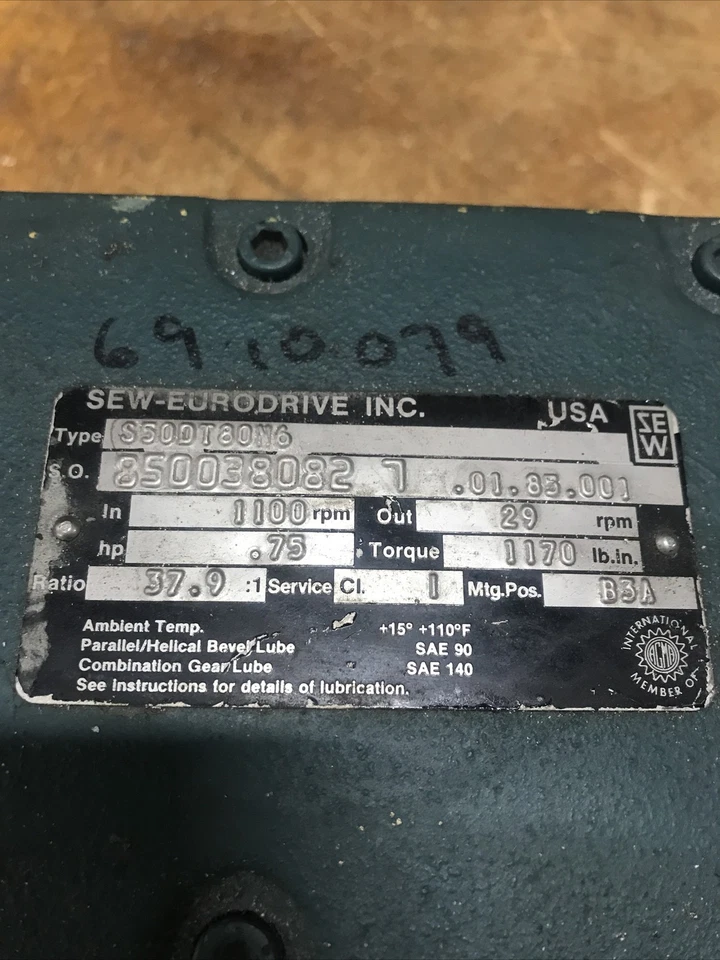 6910079
SEW-EURODRIVE INC. USA SEW
Type S50DT80N6
S.O. 850038082 7 .01.85.001
In 1100 rpm Out 29 rpm
hp .75 Torque 1170 lb.in.
Ratio 37.9 :1 Service Cl. I Mtg.Pos. B3A
Ambient Temp. +15° +110°F
Parallel/Helical Bevel/Lube SAE 90
Combination Gear/Lube SAE 140
See instructions for details of lubrication.
INTERNATIONAL
AGMA
MEMBER OF